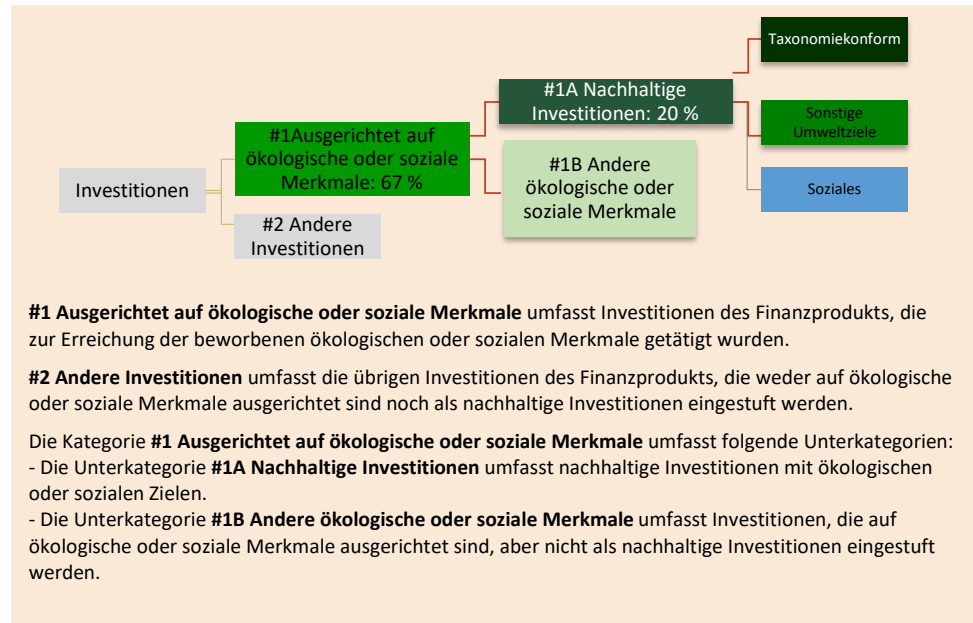 Taxonomiekonform
#1A Nachhaltige
Investitionen: 20 %
Sonstige
Umweltziele
#1Ausgerichtet auf
ökologische oder soziale
Merkmale: 67 %
#1B Andere
ökologische oder
soziale Merkmale
Soziales
Investitionen
#2 Andere
Investitionen
#1 Ausgerichtet auf ökologische oder soziale Merkmale umfasst Investitionen des Finanzprodukts, die
zur Erreichung der beworbenen ökologischen oder sozialen Merkmale getätigt wurden.
#2 Andere Investitionen umfasst die übrigen Investitionen des Finanzprodukts, die weder auf ökologische
oder soziale Merkmale ausgerichtet sind noch als nachhaltige Investitionen eingestuft werden.
Die Kategorie #1 Ausgerichtet auf ökologische oder soziale Merkmale umfasst folgende Unterkategorien:
- Die Unterkategorie #1A Nachhaltige Investitionen umfasst nachhaltige Investitionen mit ökologischen
oder sozialen Zielen.
- Die Unterkategorie #1B Andere ökologische oder soziale Merkmale umfasst Investitionen, die auf
ökologische oder soziale Merkmale ausgerichtet sind, aber nicht als nachhaltige Investitionen eingestuft
werden.